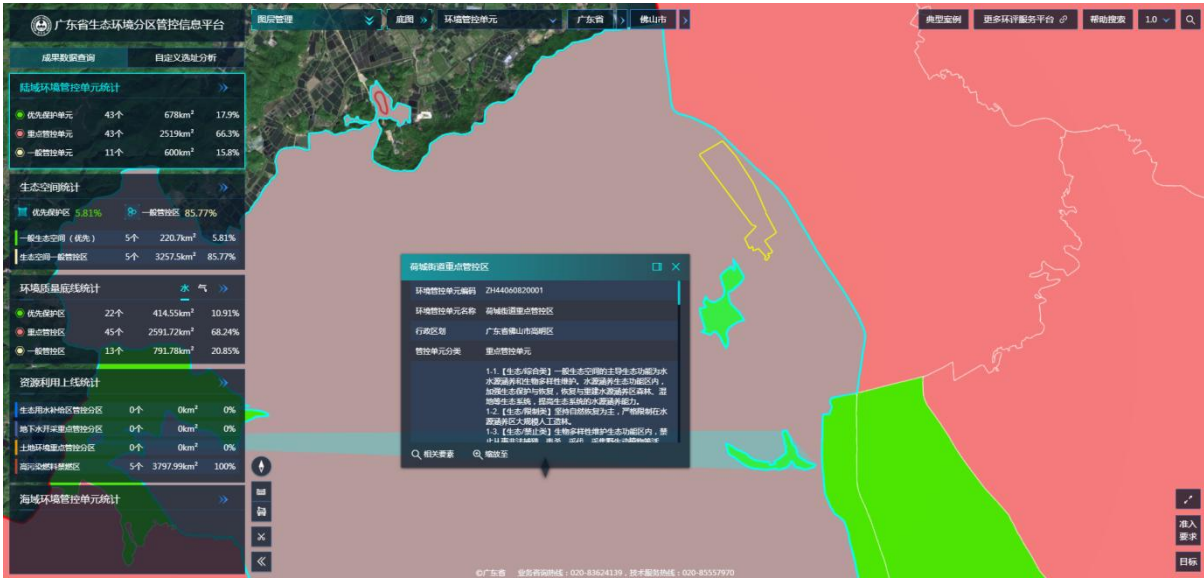 广东省生态环境分区管控信息平台
成果数据查询 自定义选址分析
陆域环境管控单元统计
优先保护单元 43个 678km² 17.9%
重点管控单元 43个 2519km² 66.3%
一般管控单元 11个 600km² 15.8%
生态空间统计
优先保护区 5.81% 一般管控区 85.77%
一般生态空间（优先） 5个 220.7km² 5.81%
生态空间一般管控区 5个 3257.5km² 85.77%
环境质量底线统计 水 气
优先保护区 22个 414.55km² 10.91%
重点管控区 45个 2591.72km² 68.24%
一般管控区 13个 791.78km² 20.85%
资源利用上线统计
生态用水补给区管控分区 0个 0km² 0%
地下水开采重点管控分区 0个 0km² 0%
土地环境重点管控分区 0个 0km² 0%
高污染燃料禁燃区 5个 3797.99km² 100%
海域环境管控单元统计
图层管理 底图 环境管控单元 广东省 佛山市
典型案例 更多环评服务平台 帮助搜索 1.0
荷城街道重点管控区
环境管控单元编码 ZH44060820001
环境管控单元名称 荷城街道重点管控区
行政区划 广东省佛山市高明区
管控单元分类 重点管控单元
1-1.【生态/综合类】一般生态空间的主导生态功能为水
水源涵养和生物多样性维护。水源涵养生态功能区内，
加强生态保护与恢复，恢复与重建水源涵养区森林、湿
地等生态系统，提高生态系统的水源涵养能力。
1-2.【生态/限制类】坚持自然恢复为主，严格限制在水
源涵养区大规模人工造林。
1-3.【生态/禁止类】生物多样性维护生态功能区内，禁
相关要素 缩放至
准入
要求
目标
©广东省 业务咨询热线：020-83624139，技术服务热线：020-85557970